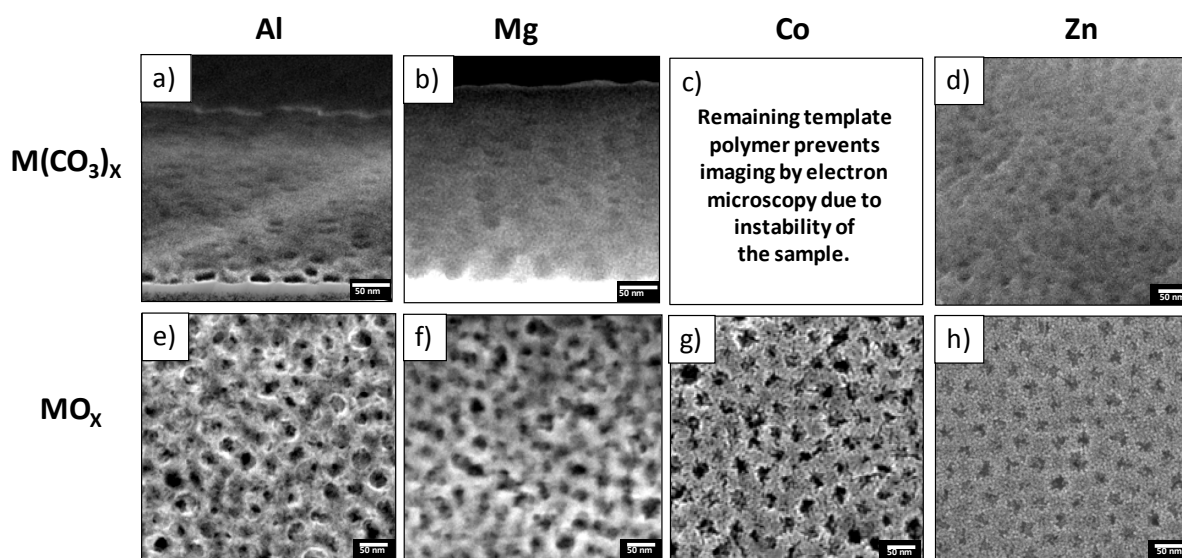 Al Mg Co Zn
M(CO₃)ₓ
a)
b)
c)
Remaining template
polymer prevents
imaging by electron
microscopy due to
instability of
the sample.
d)
50 nm
50 nm
50 nm
MOₓ
e)
f)
g)
h)
50 nm
50 nm
50 nm
50 nm